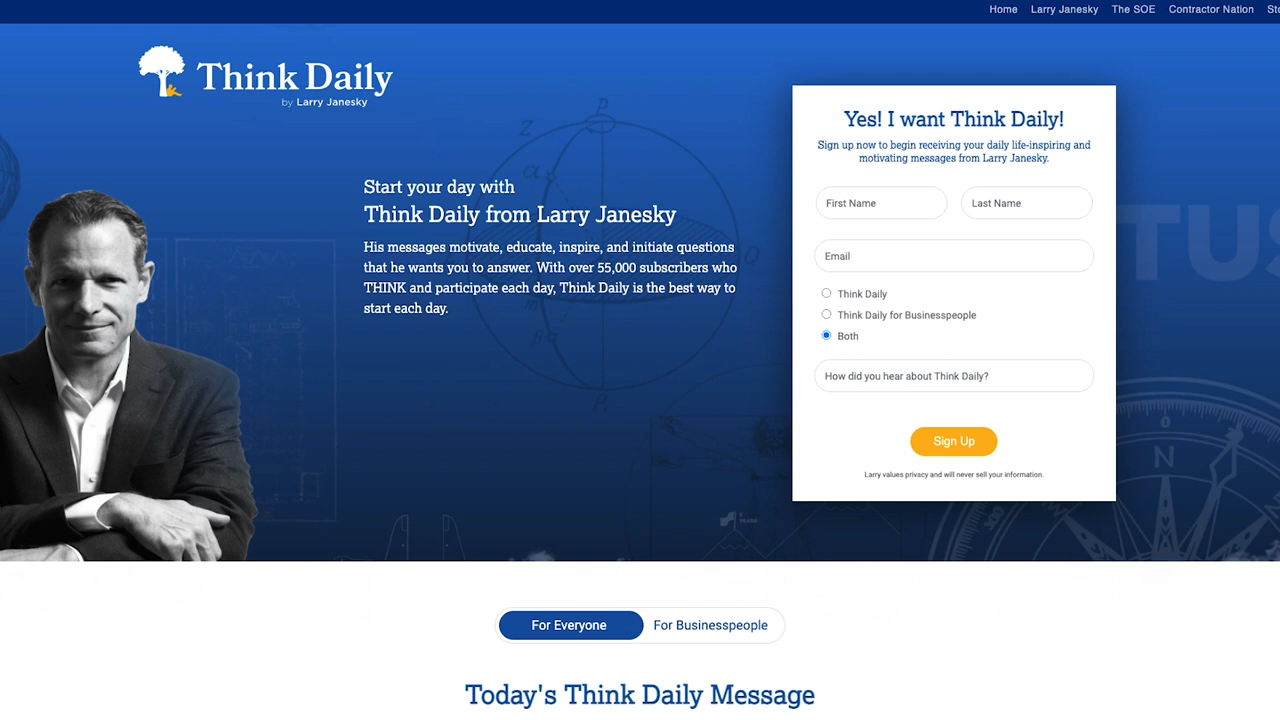 Home Larry Janesky The SOE Contractor Nation
Think Daily
by Larry Janesky
Start your day with
Think Daily from Larry Janesky
His messages motivate, educate, inspire, and initiate questions
that he wants you to answer. With over 55,000 subscribers who
THINK and participate each day, Think Daily is the best way to
start each day.
Yes! I want Think Daily!
Sign up now to begin receiving your daily life-inspiring and
motivating messages from Larry Janesky.
First Name
Last Name
Email
Think Daily
Think Daily for Businesspeople
Both
How did you hear about Think Daily?
Sign Up
Larry values privacy and will never sell your information.
TUS
P
Z
Q
N
300
For Everyone
For Businesspeople
Today's Think Daily Message